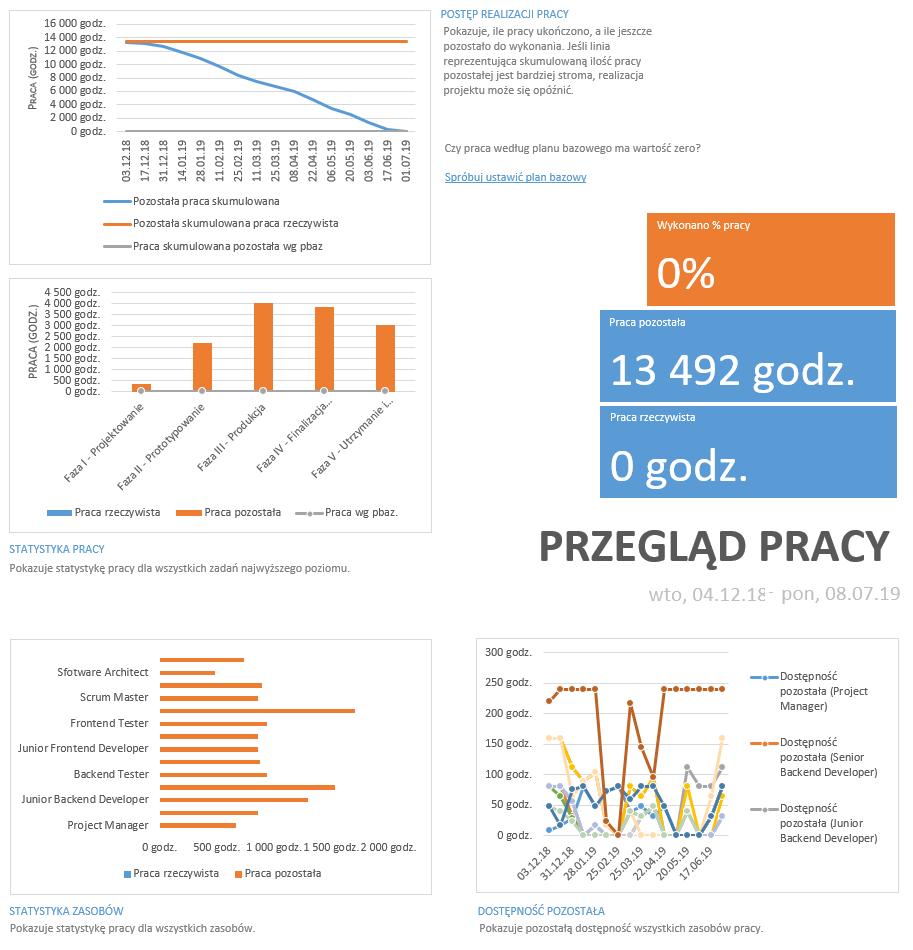 16 000 godz.
14 000 godz.
12 000 godz.
10 000 godz.
8 000 godz.
6 000 godz.
4 000 godz.
2 000 godz.
0 godz.
PRACA (GODZ.)
03.12.18
17.12.18
31.12.18
14.01.19
28.01.19
11.02.19
25.02.19
11.03.19
25.03.19
08.04.19
22.04.19
06.05.19
20.05.19
03.06.19
17.06.19
01.07.19
Pozostała praca skumulowana
Pozostała skumulowana praca rzeczywista
Praca skumulowana pozostała wg pbaz
POSTĘP REALIZACJI PRACY
Pokazuje, ile pracy ukończono, a ile jeszcze
pozostało do wykonania. Jeśli linia
reprezentująca skumulowaną ilość pracy
pozostałej jest bardziej stroma, realizacja
projektu może się opóźnić.
Czy praca według planu bazowego ma wartość zero?
Spróbuj ustawić plan bazowy
Wykonano % pracy
0%
Praca pozostała
13 492 godz.
Praca rzeczywista
0 godz.
PRZEGLĄD PRACY
wto, 04.12.18 - pon, 08.07.19
4 500 godz.
4 000 godz.
3 500 godz.
3 000 godz.
2 500 godz.
2 000 godz.
1 500 godz.
1 000 godz.
500 godz.
0 godz.
PRACA (GODZ.)
Faza I - Projektowanie
Faza II - Prototypowanie
Faza III - Produkcja
Faza IV - Finalizacja...
Faza V - Utrzymanie i...
Praca rzeczywista
Praca pozostała
Praca wg pbaz.
STATYSTYKA PRACY
Pokazuje statystykę pracy dla wszystkich zadań najwyższego poziomu.
Sfotware Architect
Scrum Master
Frontend Tester
Junior Frontend Developer
Backend Tester
Junior Backend Developer
Project Manager
0 godz.
500 godz.
1 000 godz.
1 500 godz.
2 000 godz.
Praca rzeczywista
Praca pozostała
STATYSTYKA ZASOBÓW
Pokazuje statystykę pracy dla wszystkich zasobów.
300 godz.
250 godz.
200 godz.
150 godz.
100 godz.
50 godz.
0 godz.
03.12.18
31.12.18
28.01.19
25.02.19
25.03.19
22.04.19
20.05.19
17.06.19
Dostępność
pozostała (Project
Manager)
Dostępność
pozostała (Senior
Backend Developer)
Dostępność
pozostała (Junior
Backend Developer)
DOSTĘPNOŚĆ POZOSTAŁA
Pokazuje pozostałą dostępność wszystkich zasobów pracy.